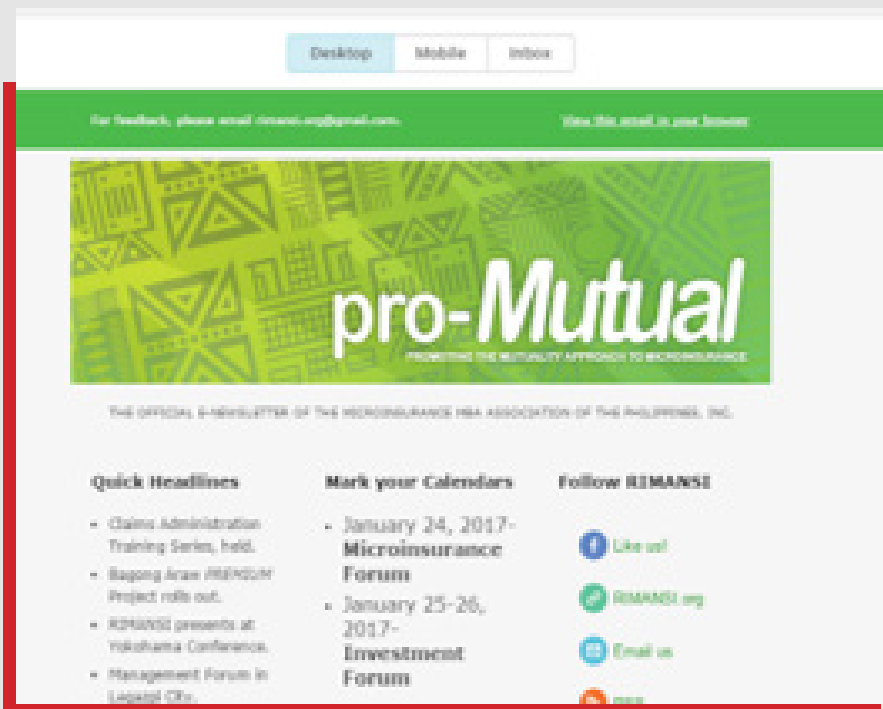 Desktop
Mobile
Inbox
For feedback, please email rimansi.org@gmail.com.
View this email in your browser
pro-Mutual
PROMOTING THE MUTUALITY APPROACH TO MICROINSURANCE
THE OFFICIAL E-NEWSLETTER OF THE MICROINSURANCE MBA ASSOCIATION OF THE PHILIPPINES, INC.
Quick Headlines
• Claims Administration
Training Series, held.
• Bagong Araw PREMIUM
Project rolls out.
• RIMANSI presents at
Yokohama Conference.
• Management Forum in
Legazpi City.
Mark your Calendars
• January 24, 2017-
Microinsurance
Forum
• January 25-26,
2017-
Investment
Forum
Follow RIMANSI
Like us!
RIMANSI.org
Email us